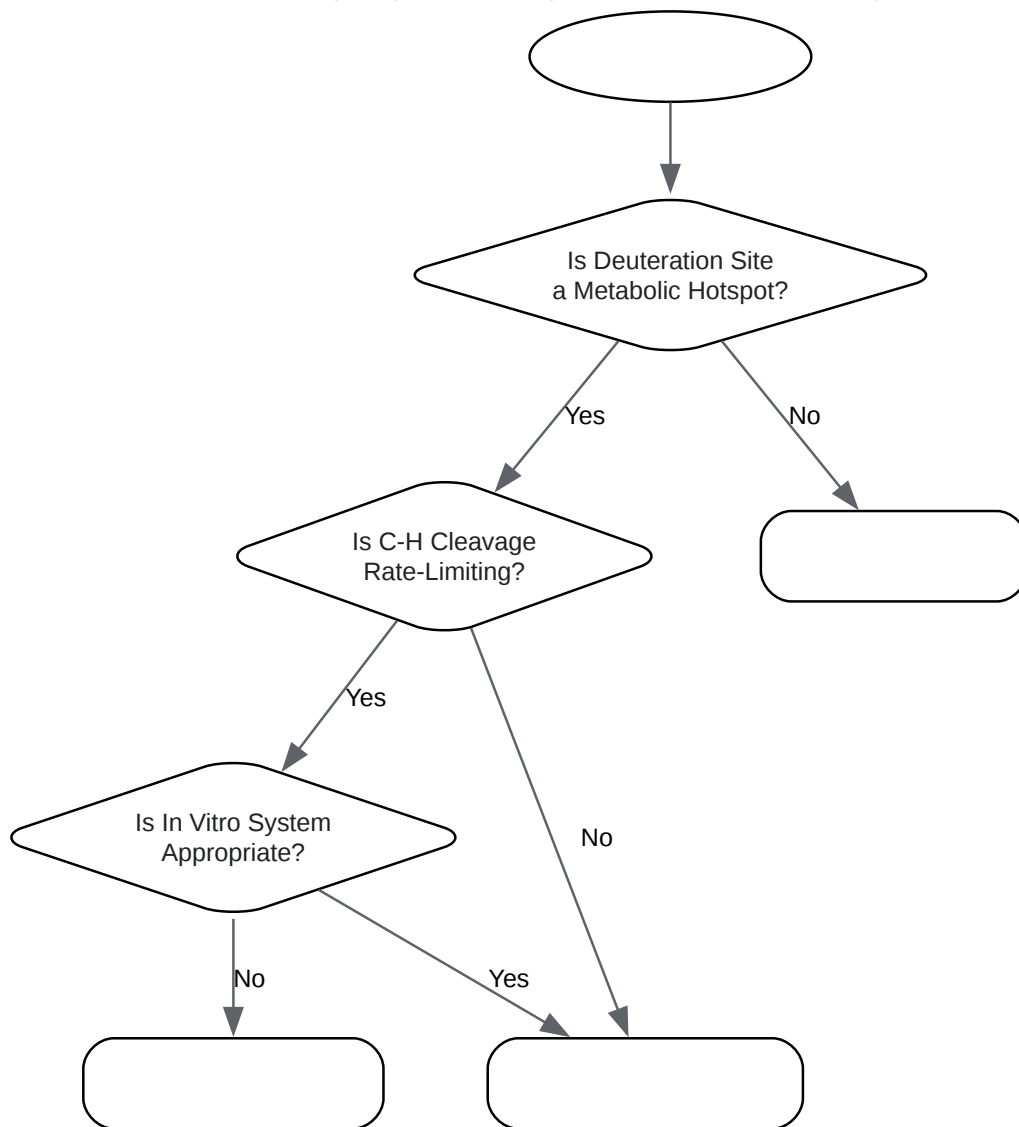 Is Deuteration Site
a Metabolic Hotspot?
Yes
No
Is C-H Cleavage
Rate-Limiting?
Yes
No
Is In Vitro System
Appropriate?
No
Yes